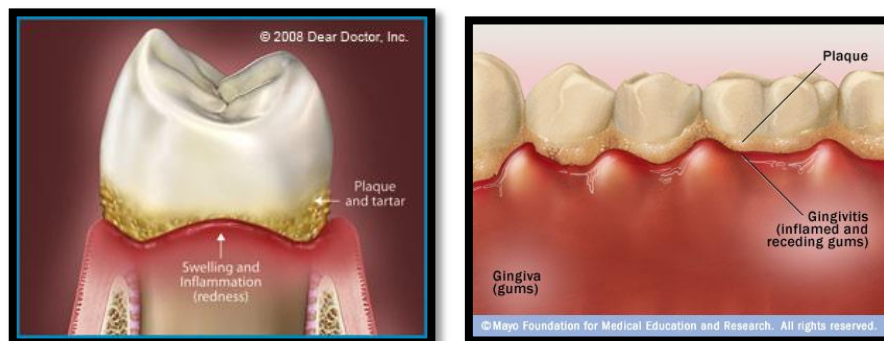 © 2008 Dear Doctor, Inc.
Plaque
and tartar
Swelling and
Inflammation
(redness)
Plaque
Gingivitis
(inflamed and
receding gums)
Gingiva
(gums)
© Mayo Foundation for Medical Education and Research. All rights reserved.